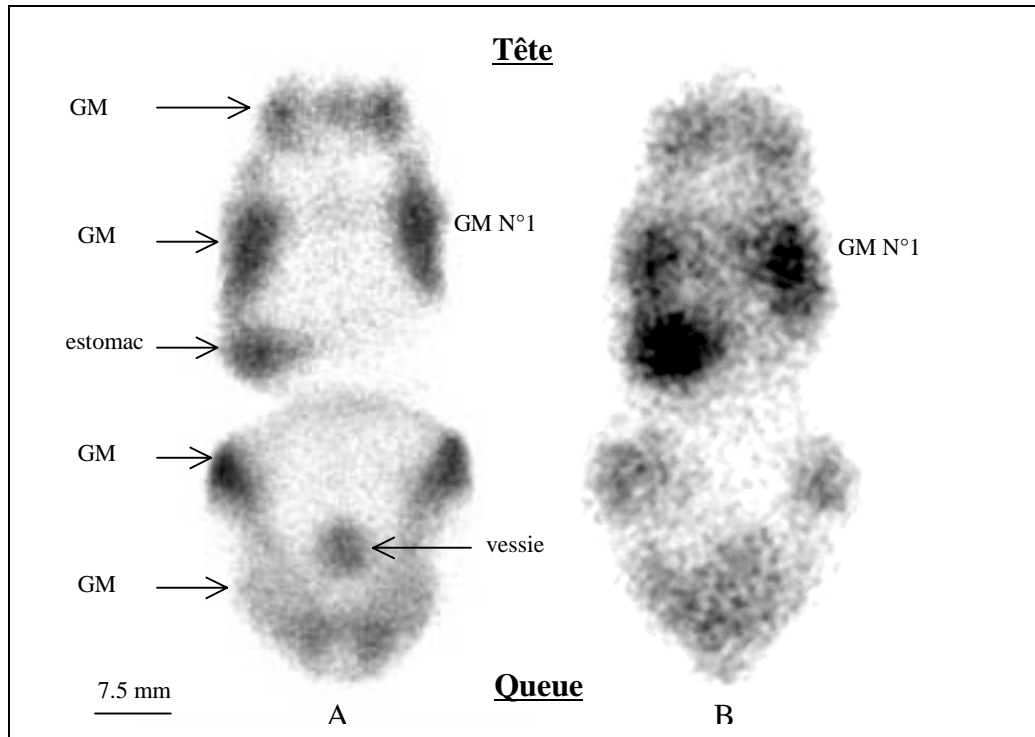 Tête
GM
GM
GM N°1
GM N°1
estomac
GM
vessie
GM
7.5 mm
Queue
A
B